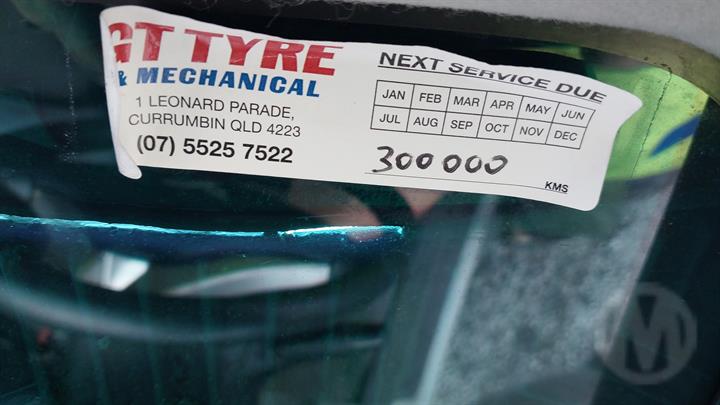 GT TYRE
& MECHANICAL
1 LEONARD PARADE,
CURRUMBIN QLD 4223
(07) 5525 7522
NEXT SERVICE DUE
JAN FEB MAR APR MAY JUN
JUL AUG SEP OCT NOV DEC
300 000
KMS
M